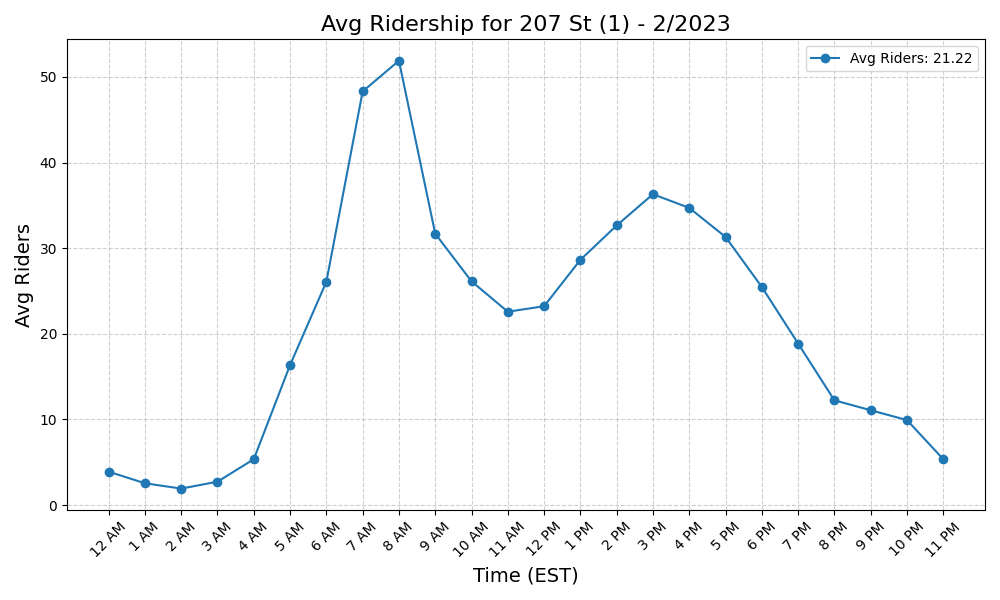 Avg Ridership for 207 St (1) - 2/2023
Avg Riders: 21.22
Avg Riders
50
40
30
20
10
0
12 AM 1 AM 2 AM 3 AM 4 AM 5 AM 6 AM 7 AM 8 AM 9 AM 10 AM 11 AM 12 PM 1 PM 2 PM 3 PM 4 PM 5 PM 6 PM 7 PM 8 PM 9 PM 10 PM 11 PM
Time (EST)